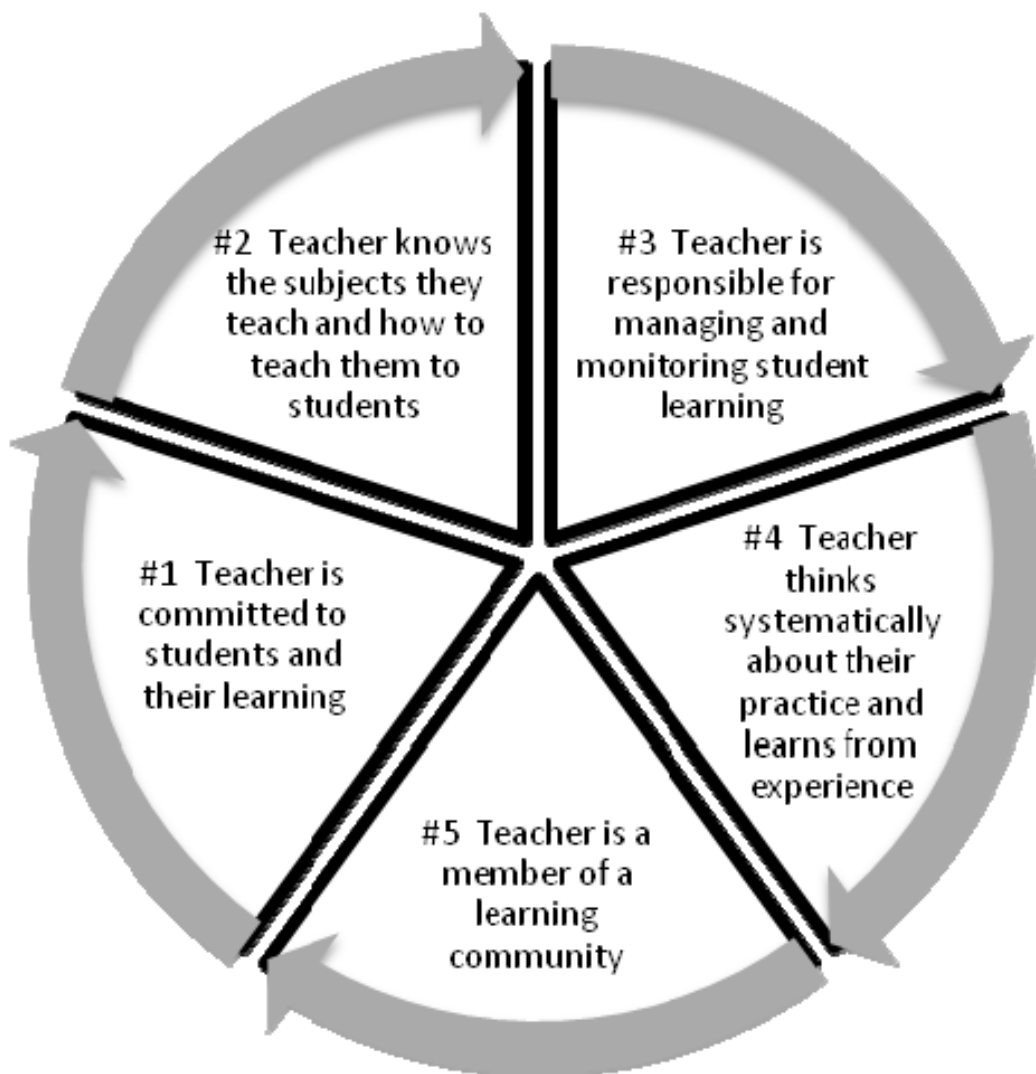 #2 Teacher knows
the subjects they
teach and how to
teach them to
students
#3 Teacher is
responsible for
managing and
monitoring student
learning
#1 Teacher is
committed to
students and
their learning
#4 Teacher
thinks
systematically
about their
practice and
learns from
experience
#5 Teacher is a
member of a
learning
community